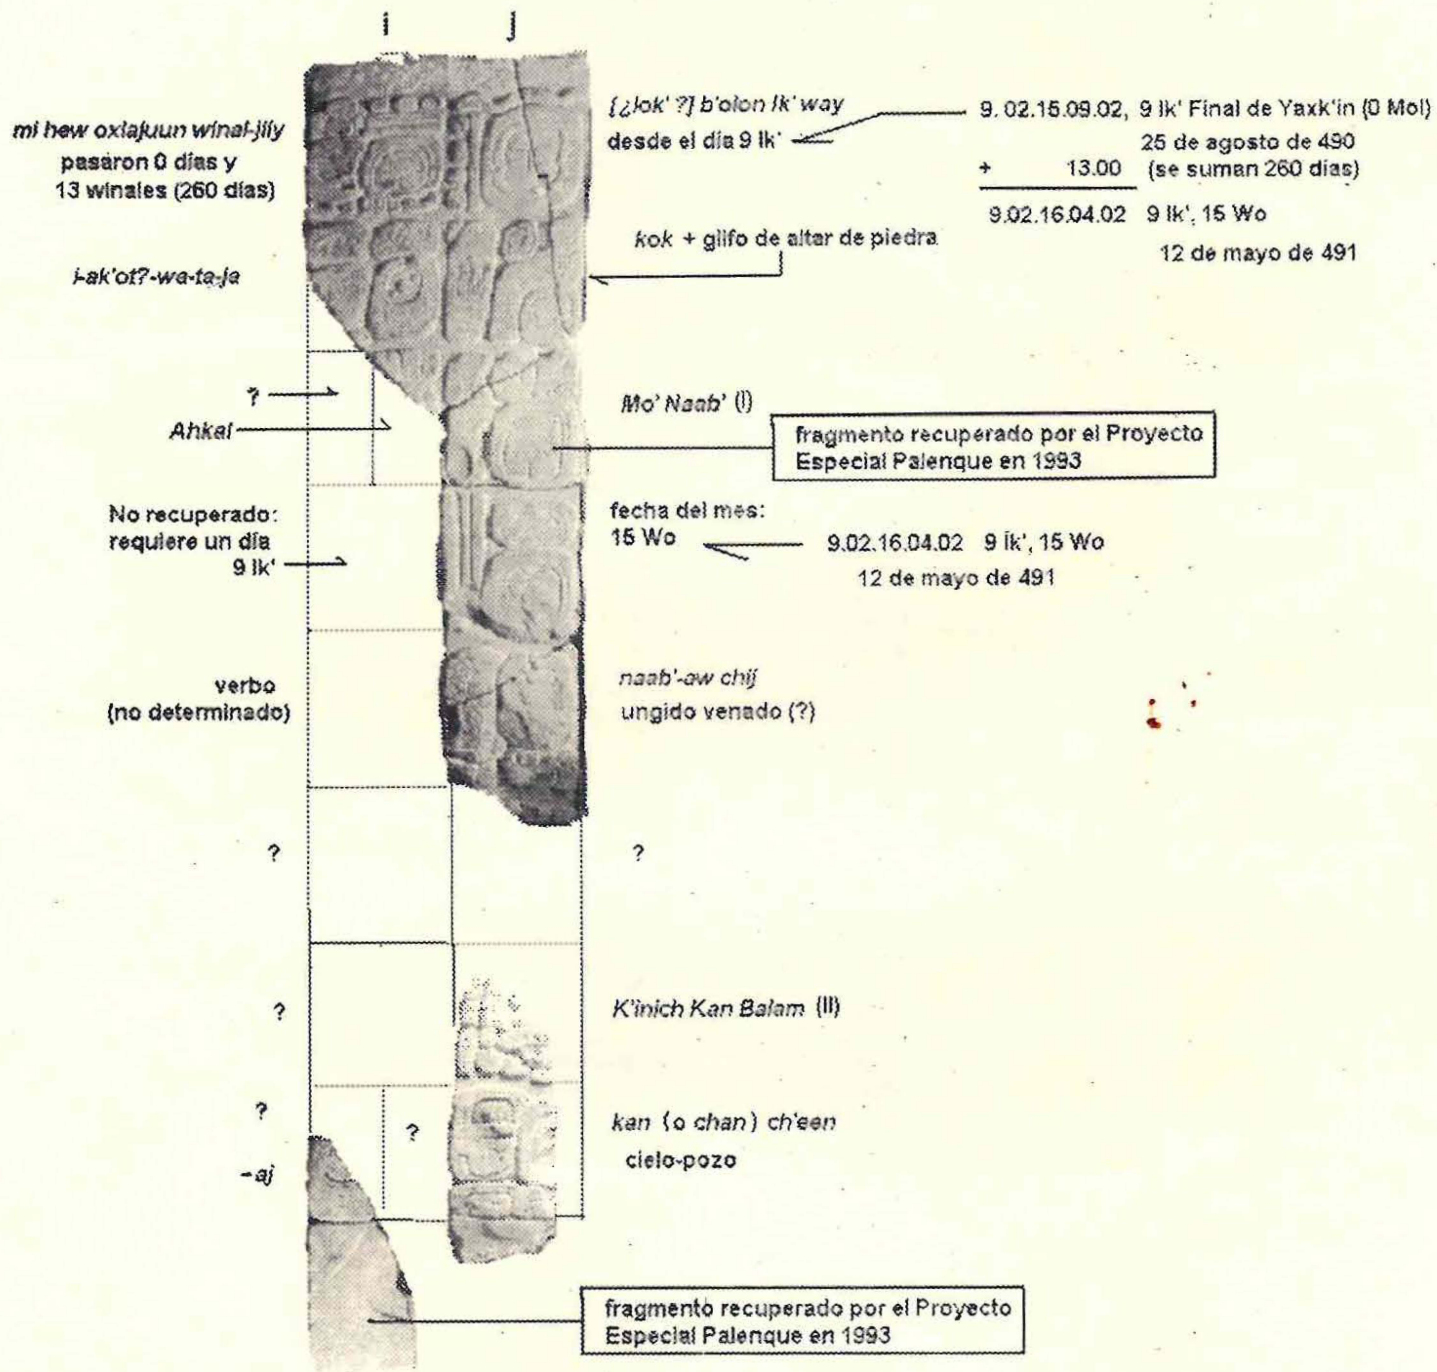 i j
mi hew oxlajuun winal-jiiy
pasaron 0 días y
13 winales (260 días)
[¿lok' ?] b'olon Ik' way
desde el día 9 Ik'
9. 02.15.09.02, 9 Ik' Final de Yaxk'in (0 Mol)
25 de agosto de 490
+ 13.00 (se suman 260 días)
9.02.16.04.02 9 Ik', 15 Wo
12 de mayo de 491
kok + glifo de altar de piedra
i-ak'ot?-wa-ta-ja
?
Ahkal
Mo' Naab' (I)
fragmento recuperado por el Proyecto
Especial Palenque en 1993
No recuperado:
requiere un día
9 Ik'
fecha del mes:
15 Wo
9.02.16.04.02 9 Ik', 15 Wo
12 de mayo de 491
verbo
(no determinado)
naab'-aw chij
ungido venado (?)
?
?
?
K'inich Kan Balam (II)
?
?
-aj
kan (o chan) ch'een
cielo-pozo
fragmento recuperado por el Proyecto
Especial Palenque en 1993